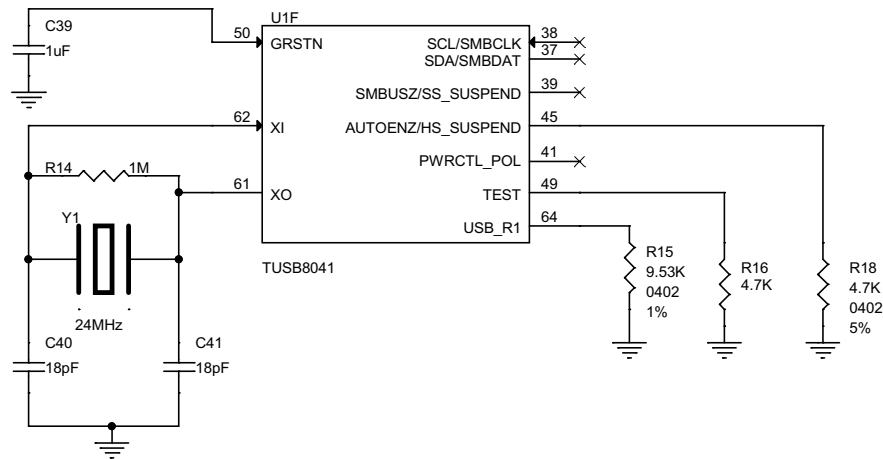 U1F
C39
1uF
50
GRSTN
SCL/SMBCLK
38
SDA/SMBDAT
37
SMBUSZ/SS_SUSPEND
39
62
XI
AUTOENZ/HS_SUSPEND
45
PWRCTL_POL
41
R14
1M
61
XO
TEST
49
Y1
USB_R1
64
TUSB8041
R15
9.53K
0402
1%
R16
4.7K
R18
4.7K
0402
5%
24MHz
C40
18pF
C41
18pF